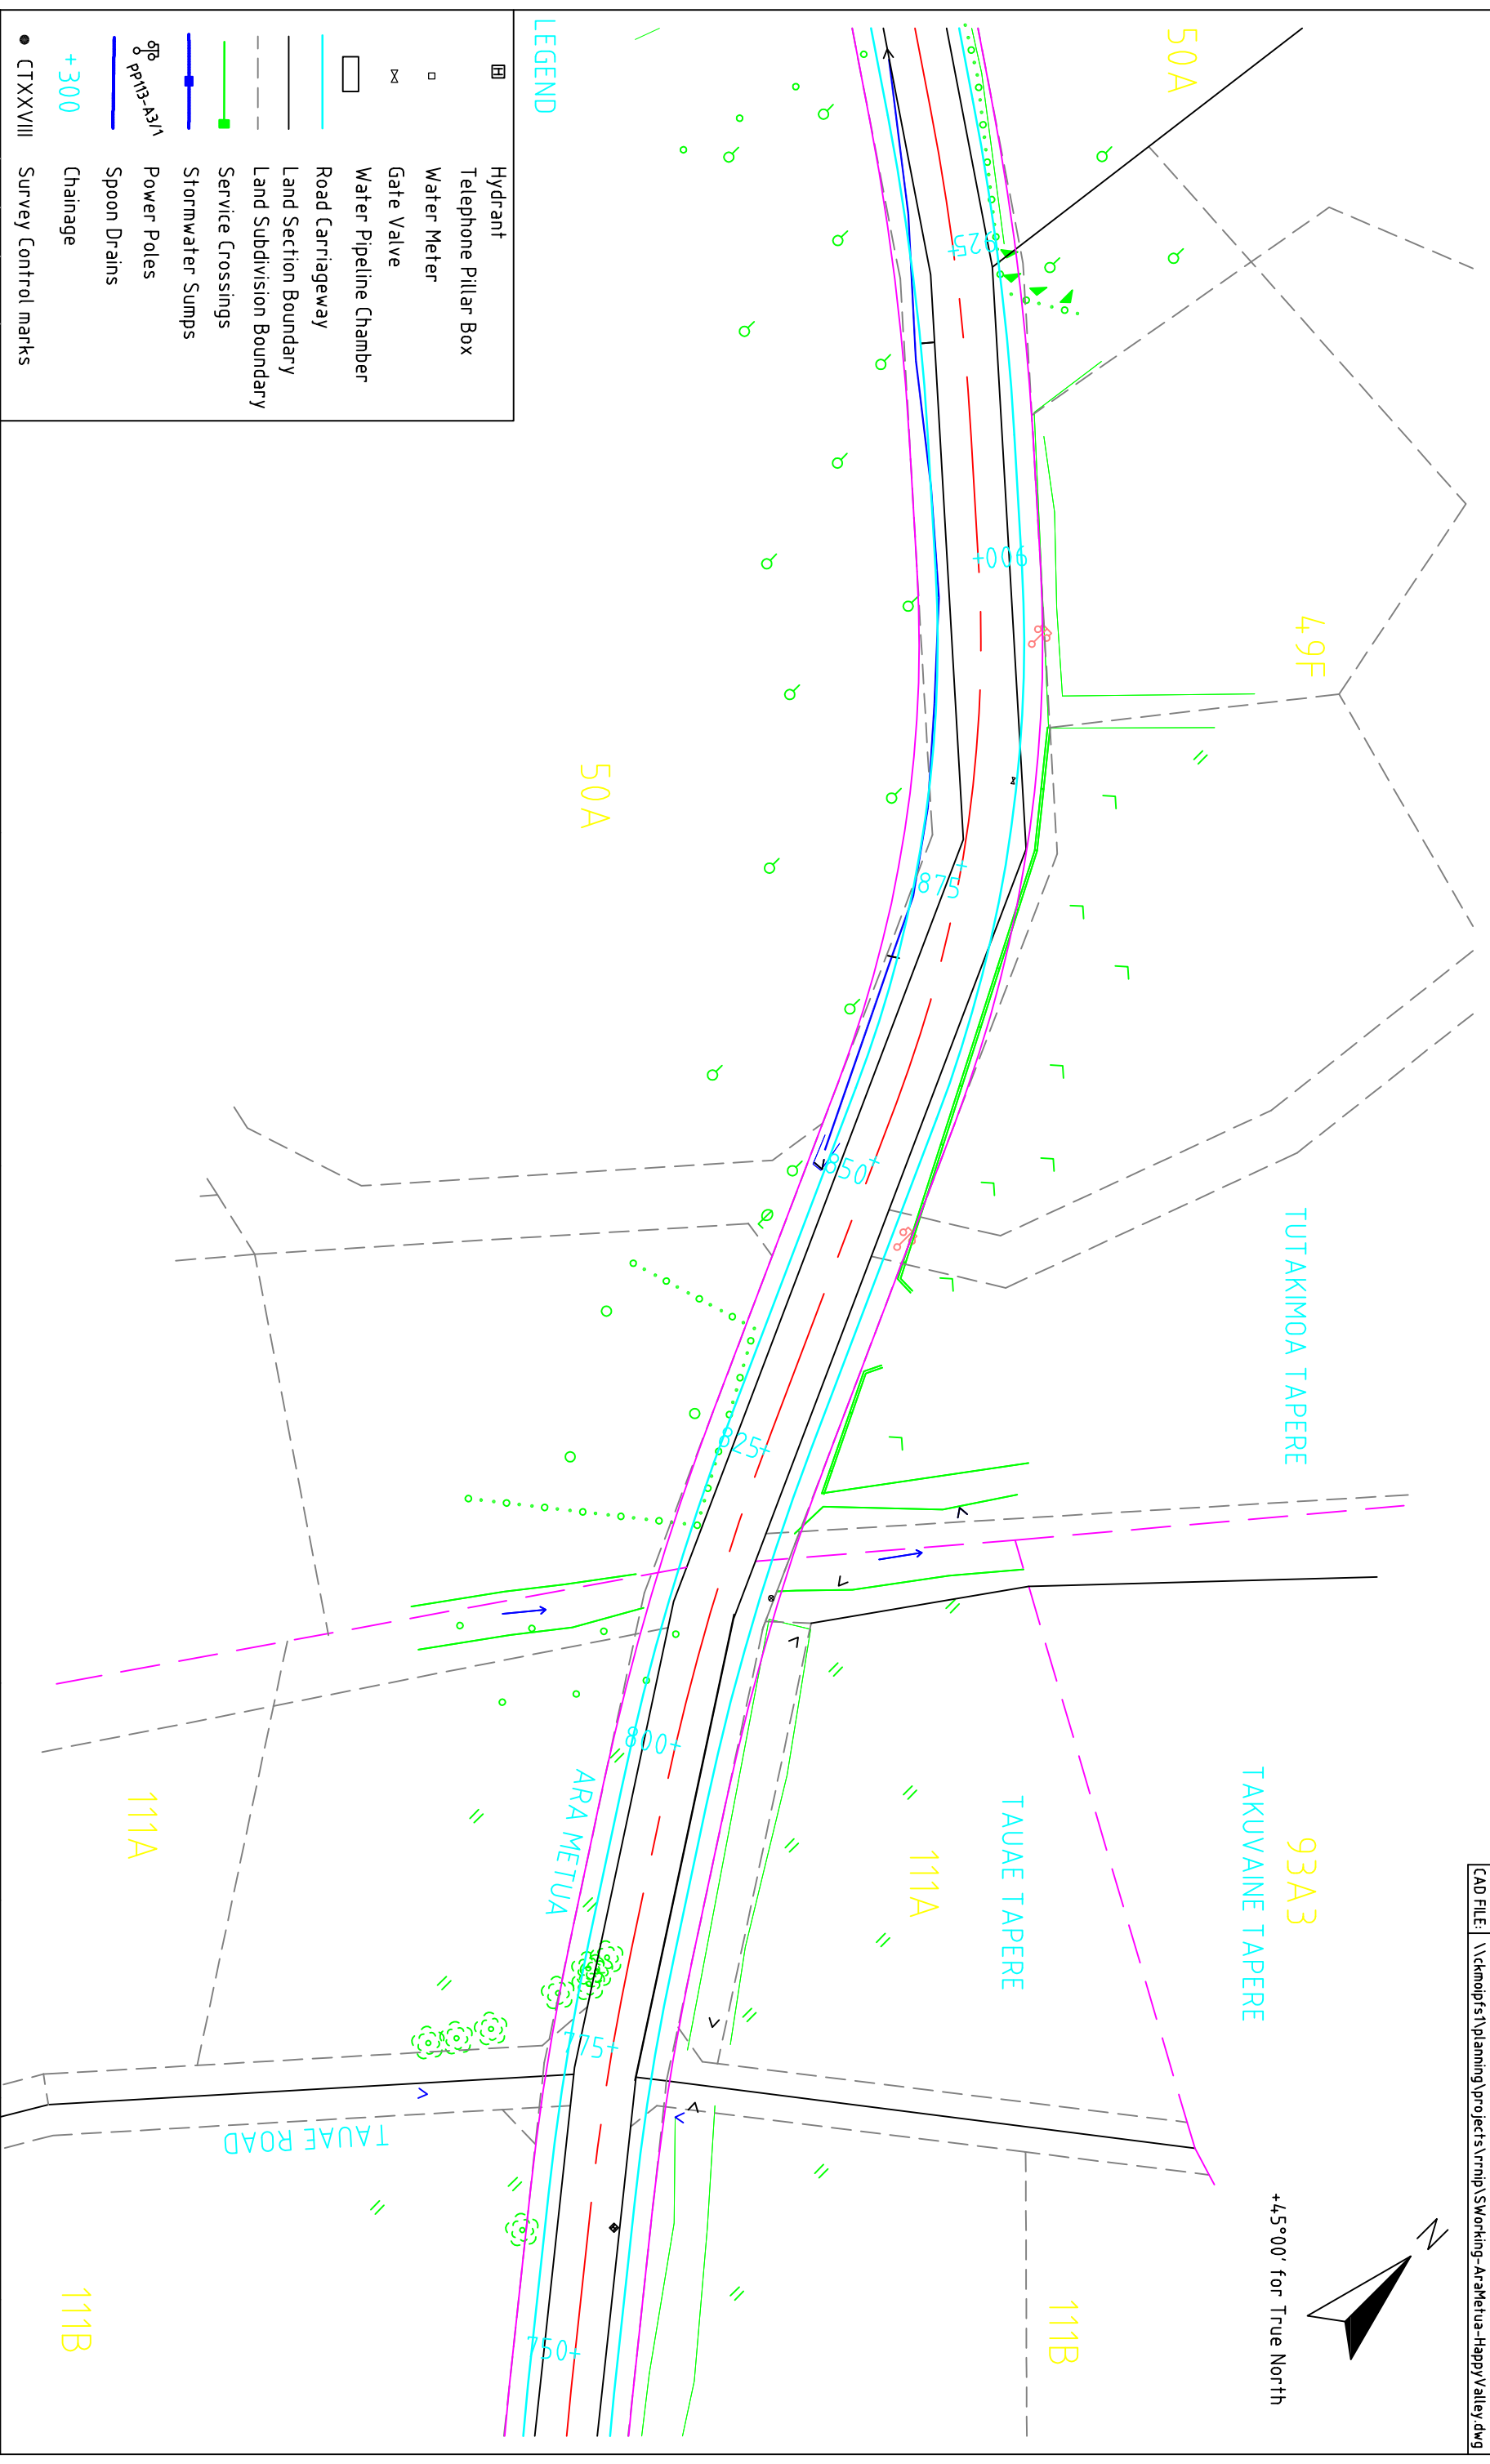 50A
49F
50A
TUTAKIMOA TAPERE
TAKUVAINE TAPERE
93A3
TAUAE TAPERE
111A
111A
111B
111B
ARA METUA
TAUAE ROAD
925+
900+
875+
850+
825+
800+
775+
750+
N
+45°00' for True North
CAD FILE: \\ckmoipfs1\planning\projects\rrnip\SWorking-AraMetua-HappyValley.dwg
LEGEND
H Hydrant
Telephone Pillar Box
Water Meter
Gate Valve
Water Pipeline Chamber
Road Carriageway
Land Section Boundary
Land Subdivision Boundary
Service Crossings
Stormwater Sumps
PP113-A3/1 Power Poles
Spoon Drains
+300 Chainage
CTXXVIII Survey Control marks